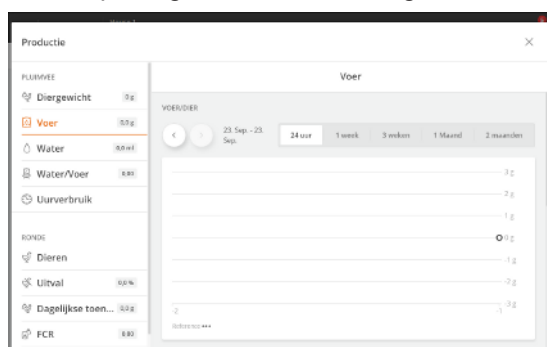 Productie
PLUIMVEE
Diergewicht 0 g
Voer 0,0 g
Water 0,0 ml
Water/Voer 0,00
Uurverbruik
RONDE
Dieren
Uitval 0,0 %
Dagelijkse toen... 0,0 g
FCR 0,00
Voer
VOER/DIER
23. Sep. - 23.
Sep.
24 uur 1 week 3 weken 1 Maand 2 maanden
3 g
2 g
1 g
0 g
-1 g
-2 g
-3 g
-2 -1
Reference